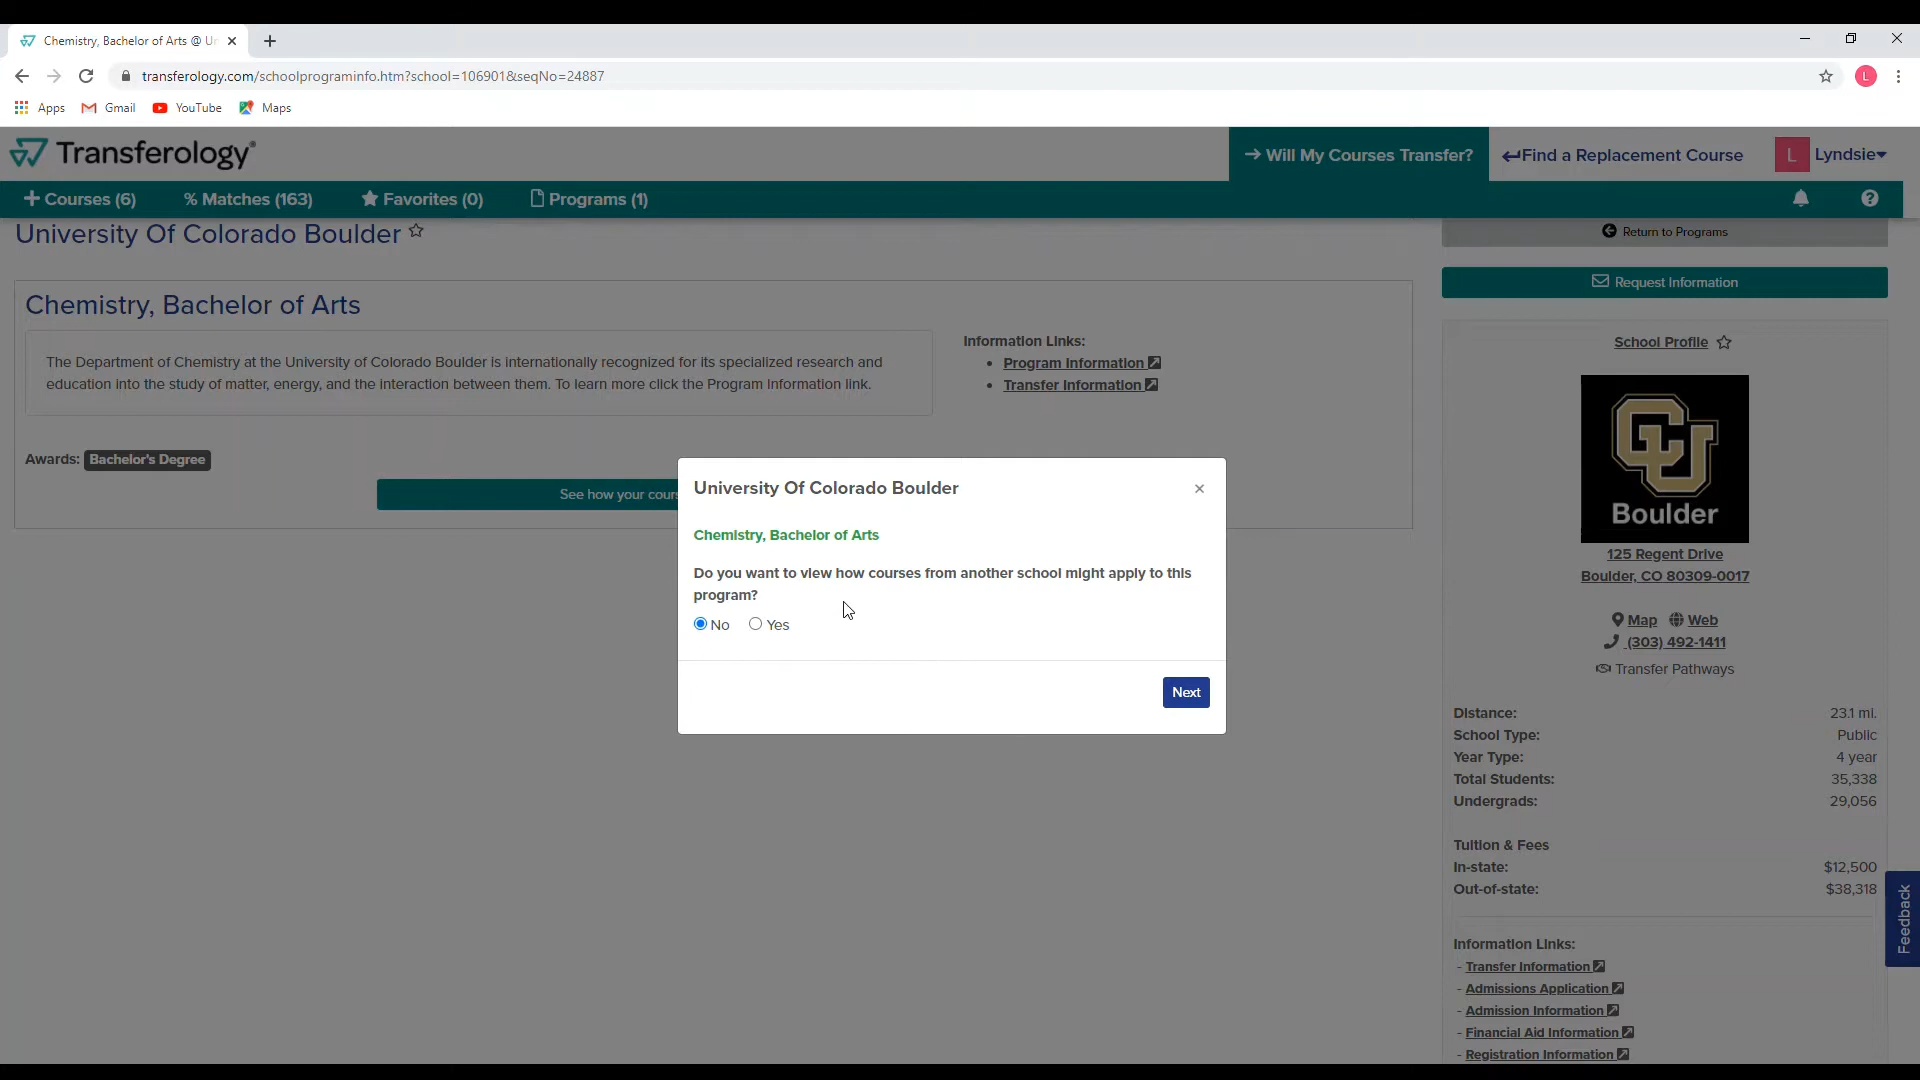 Chemistry, Bachelor of Arts @ Un
transferology.com/schoolprograminfo.htm?school=106901&seqNo=24887
L
Apps Gmail YouTube Maps
Transferology
Will My Courses Transfer?
Find a Replacement Course
L Lyndsie
Courses (6) % Matches (163) Favorites (0) Programs (1)
University Of Colorado Boulder
Return to Programs
Request Information
Chemistry, Bachelor of Arts
The Department of Chemistry at the University of Colorado Boulder is internationally recognized for its specialized research and
education into the study of matter, energy, and the interaction between them. To learn more click the Program Information link.
Information Links:
Program Information
Transfer Information
Awards: Bachelor's Degree
See how your cour
University Of Colorado Boulder
×
Chemistry, Bachelor of Arts
Do you want to view how courses from another school might apply to this
program?
No Yes
Next
School Profile
CU
Boulder
125 Regent Drive
Boulder, CO 80309-0017
Map Web
(303) 492-1411
Transfer Pathways
Distance: 23.1 mi.
School Type: Public
Year Type: 4 year
Total Students: 35,338
Undergrads: 29,056
Tuition & Fees
In-state: $12,500
Out-of-state: $38,318
Feedback
Information Links:
- Transfer Information
- Admissions Application
- Admission Information
- Financial Aid Information
- Registration Information